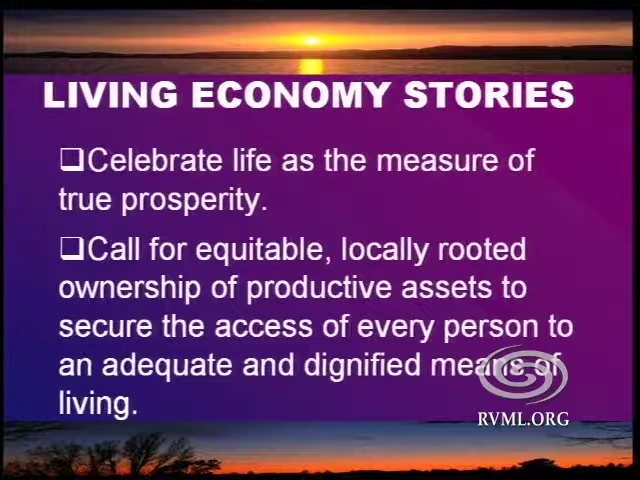 LIVING ECONOMY STORIES
❑Celebrate life as the measure of
true prosperity.
❑Call for equitable, locally rooted
ownership of productive assets to
secure the access of every person to
an adequate and dignified means of
living.
RVML.ORG